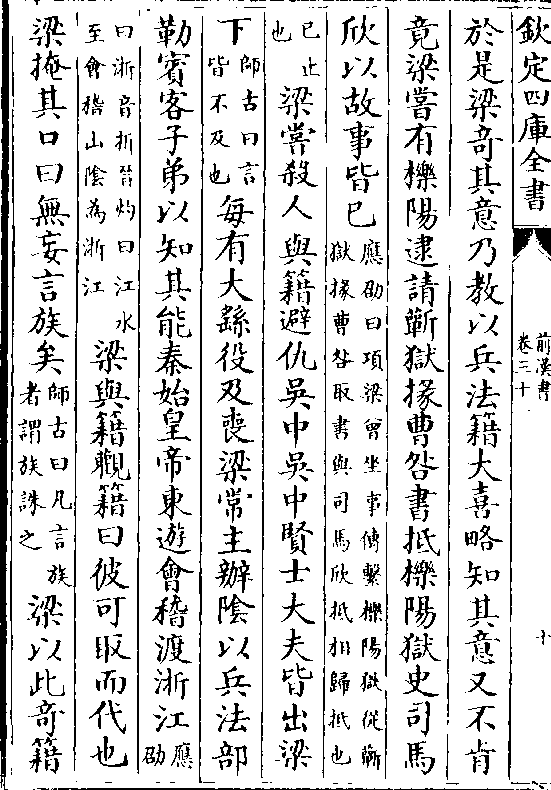 欽定四庫全書
前漢書
卷三十
十
於是梁竒其意乃教以兵法籍大喜略知其意又不肯
竟梁嘗有櫟陽逮請蘄獄掾曹咎書抵櫟陽獄史司馬
欣以故事皆已應劭曰項梁曾坐事傳繫櫟陽獄從蘄
獄掾曹咎取書與司馬欣抵相歸抵也
已止
也
梁嘗殺人與籍避仇吳中吳中賢士大夫皆出梁
下師古曰言
皆不及也
每有大繇役及喪梁常主辦陰以兵法部
勒賓客子弟以知其能秦始皇帝東遊會稽渡浙江應
劭
曰浙音折晉灼曰江水
至會稽山陰為浙江
梁與籍觀籍曰彼可取而代也
梁掩其口曰無妄言族矣師古曰凡言族
者謂族誅之
梁以此竒籍